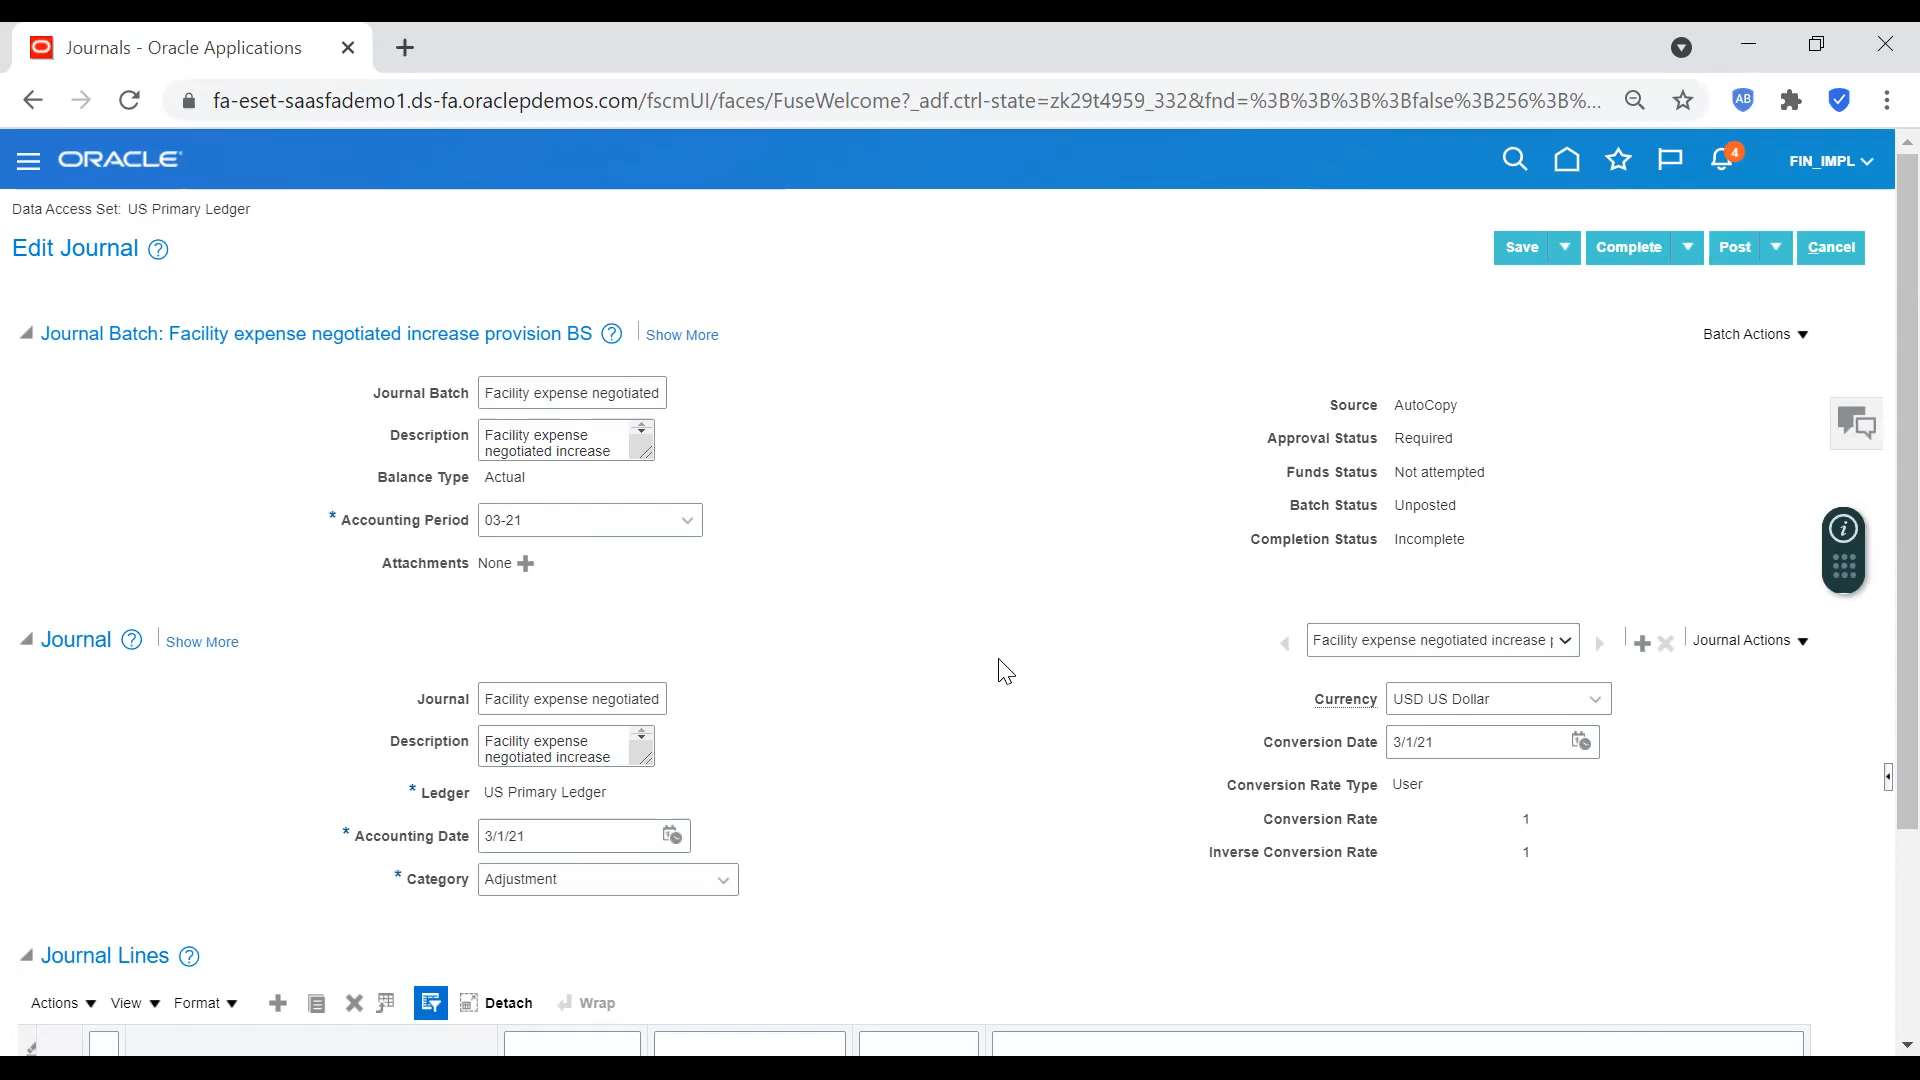 Journals - Oracle Applications
fa-eset-saasfademo1.ds-fa.oraclepdemos.com/fscmUI/faces/FuseWelcome?_adf.ctrl-state=zk29t4959_332&fnd=%3B%3B%3B%3Bfalse%3B256%3B%...
AB
ORACLE
4
FIN_IMPL
Data Access Set: US Primary Ledger
Edit Journal ?
Save
Complete
Post
Cancel
Journal Batch: Facility expense negotiated increase provision BS ? Show More
Batch Actions
Journal Batch Facility expense negotiated
Description Facility expense
negotiated increase
Balance Type Actual
* Accounting Period 03-21
Attachments None
Source AutoCopy
Approval Status Required
Funds Status Not attempted
Batch Status Unposted
Completion Status Incomplete
i
Journal ? Show More
Facility expense negotiated increase
Journal Actions
Journal Facility expense negotiated
Description Facility expense
negotiated increase
* Ledger US Primary Ledger
* Accounting Date 3/1/21
* Category Adjustment
Currency USD US Dollar
Conversion Date 3/1/21
Conversion Rate Type User
Conversion Rate 1
Inverse Conversion Rate 1
Journal Lines ?
Actions View Format Detach Wrap